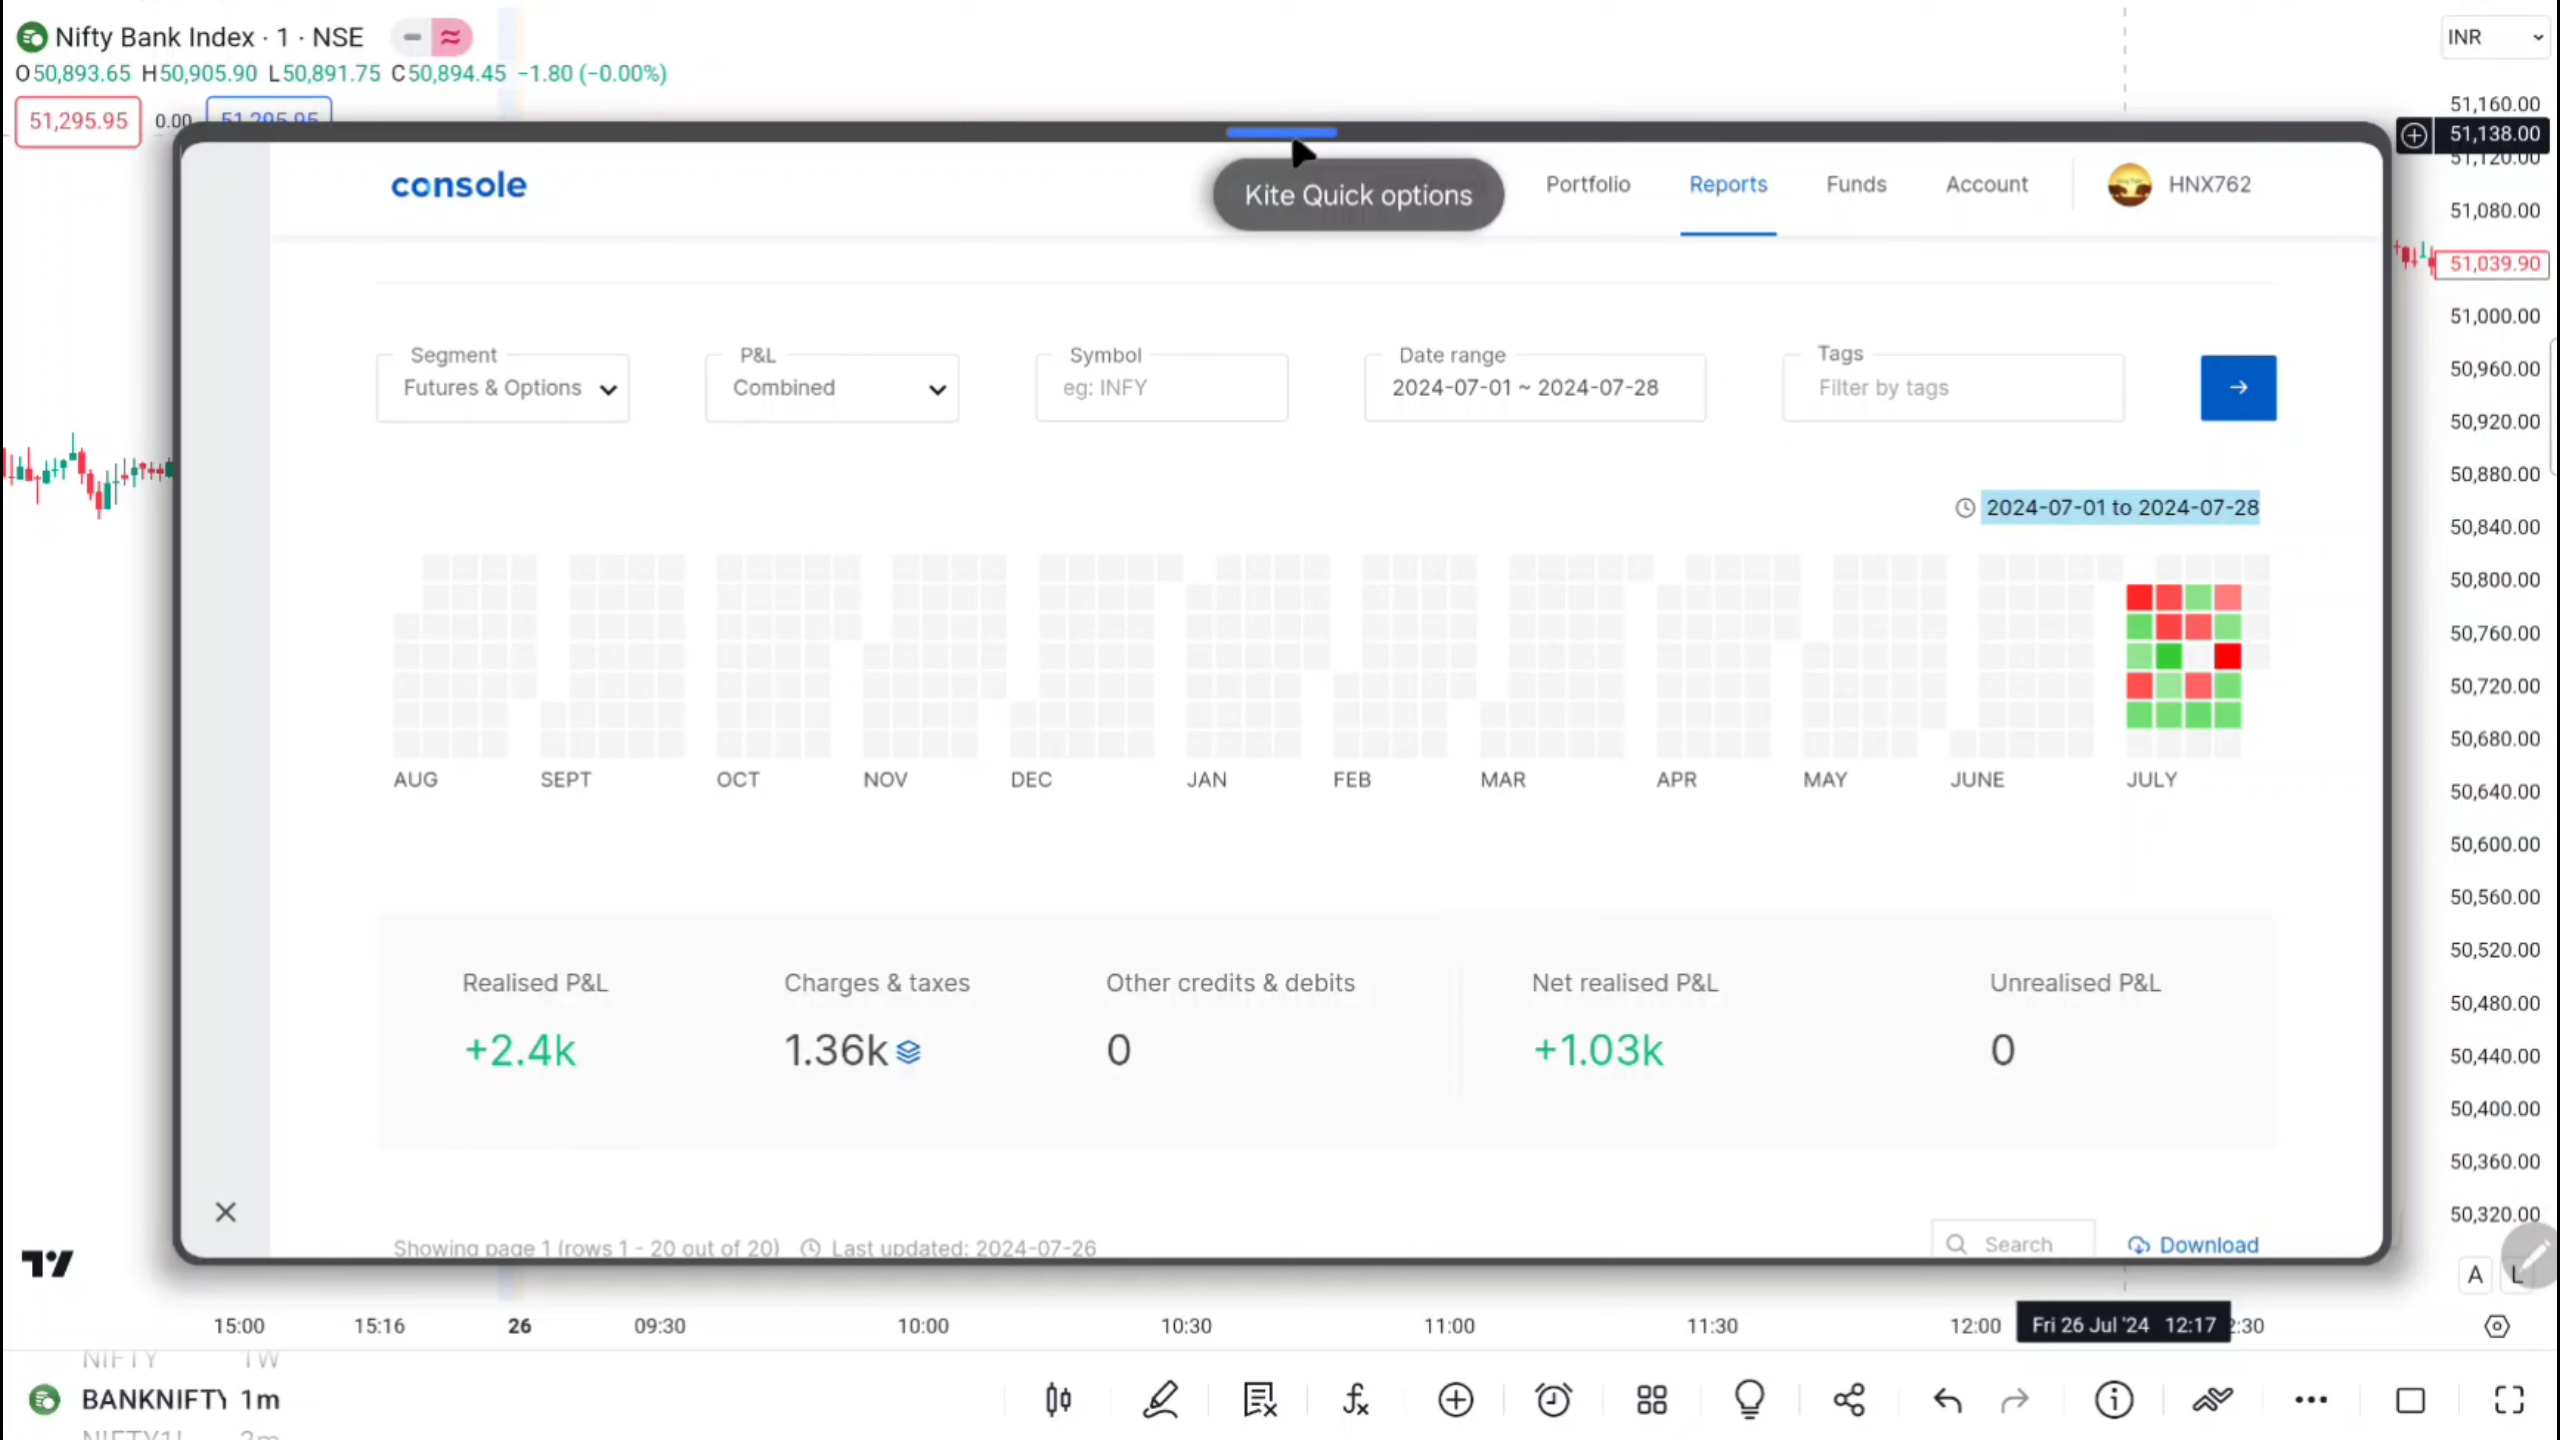 Nifty Bank Index · 1 · NSE
O50,893.65 H50,905.90 L50,891.75 C50,894.45 −1.80 (−0.00%)
INR
51,295.95 0.00 51,295.95
console
Kite Quick options
Portfolio
Reports
Funds
Account
HNX762
Segment
Futures & Options
P&L
Combined
Symbol
eg: INFY
Date range
2024-07-01 ~ 2024-07-28
Tags
Filter by tags
2024-07-01 to 2024-07-28
AUG SEPT OCT NOV DEC JAN FEB MAR APR MAY JUNE JULY
Realised P&L
+2.4k
Charges & taxes
1.36k
Other credits & debits
0
Net realised P&L
+1.03k
Unrealised P&L
0
Showing page 1 (rows 1 - 20 out of 20) Last updated: 2024-07-26
Search
Download
51,160.00
51,138.00
51,120.00
51,080.00
51,039.90
51,000.00
50,960.00
50,920.00
50,880.00
50,840.00
50,800.00
50,760.00
50,720.00
50,680.00
50,640.00
50,600.00
50,560.00
50,520.00
50,480.00
50,440.00
50,400.00
50,360.00
50,320.00
A L
15:00 15:16 26 09:30 10:00 10:30 11:00 11:30 12:00 Fri 26 Jul '24 12:17 2:30
NIFTY 1W
BANKNIFTY 1m